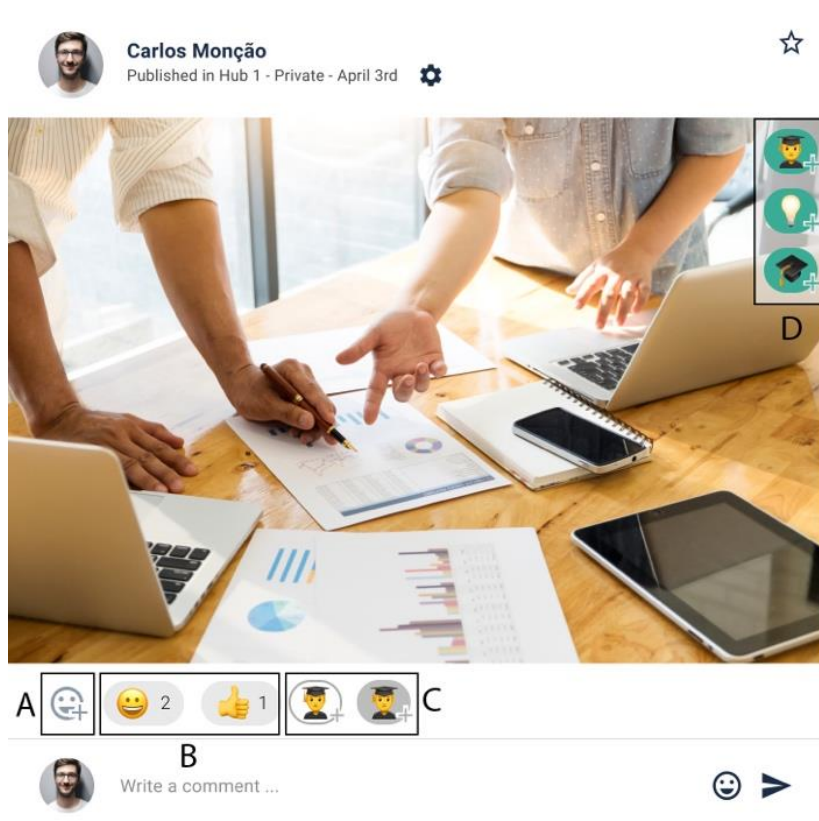 Carlos Monção
Published in Hub 1 - Private - April 3rd
D
A
2
1
C
B
Write a comment ...